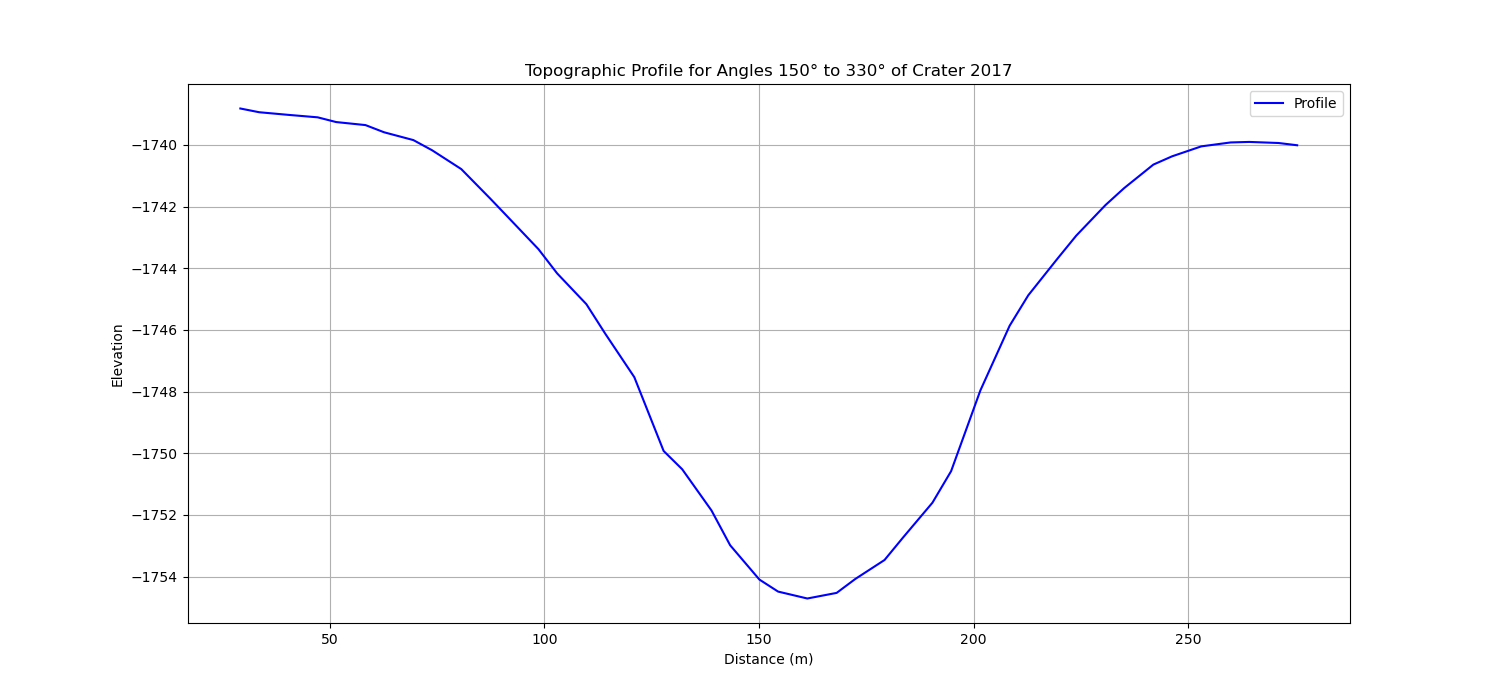 Topographic Profile for Angles 150° to 330° of Crater 2017
Profile
Elevation
−1740
−1742
−1744
−1746
−1748
−1750
−1752
−1754
50 100 150 200 250
Distance (m)